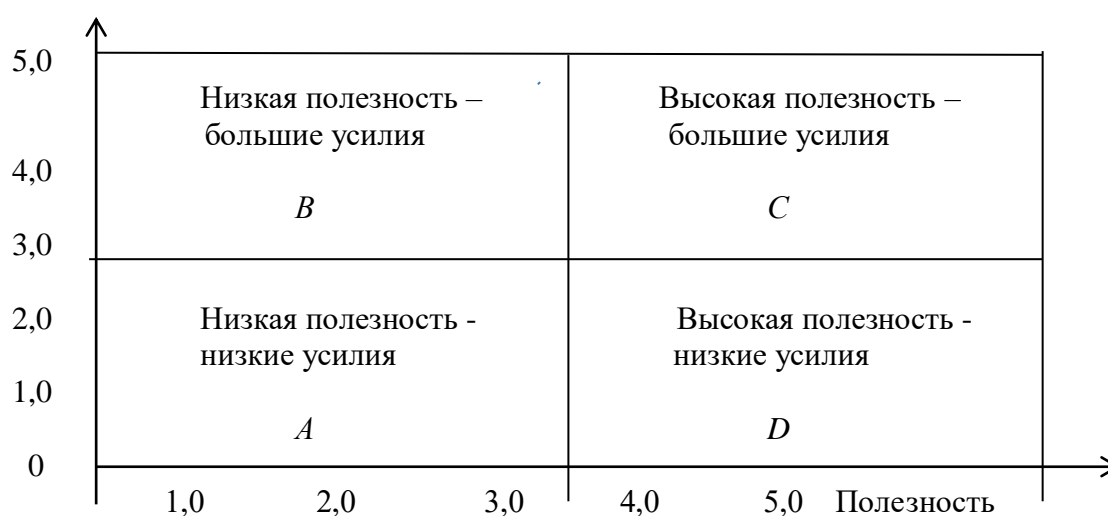 5,0
Низкая полезность –
большие усилия
Высокая полезность –
большие усилия
4,0
B
C
3,0
2,0
Низкая полезность -
низкие усилия
Высокая полезность -
низкие усилия
1,0
A
D
0
1,0 2,0 3,0 4,0 5,0 Полезность